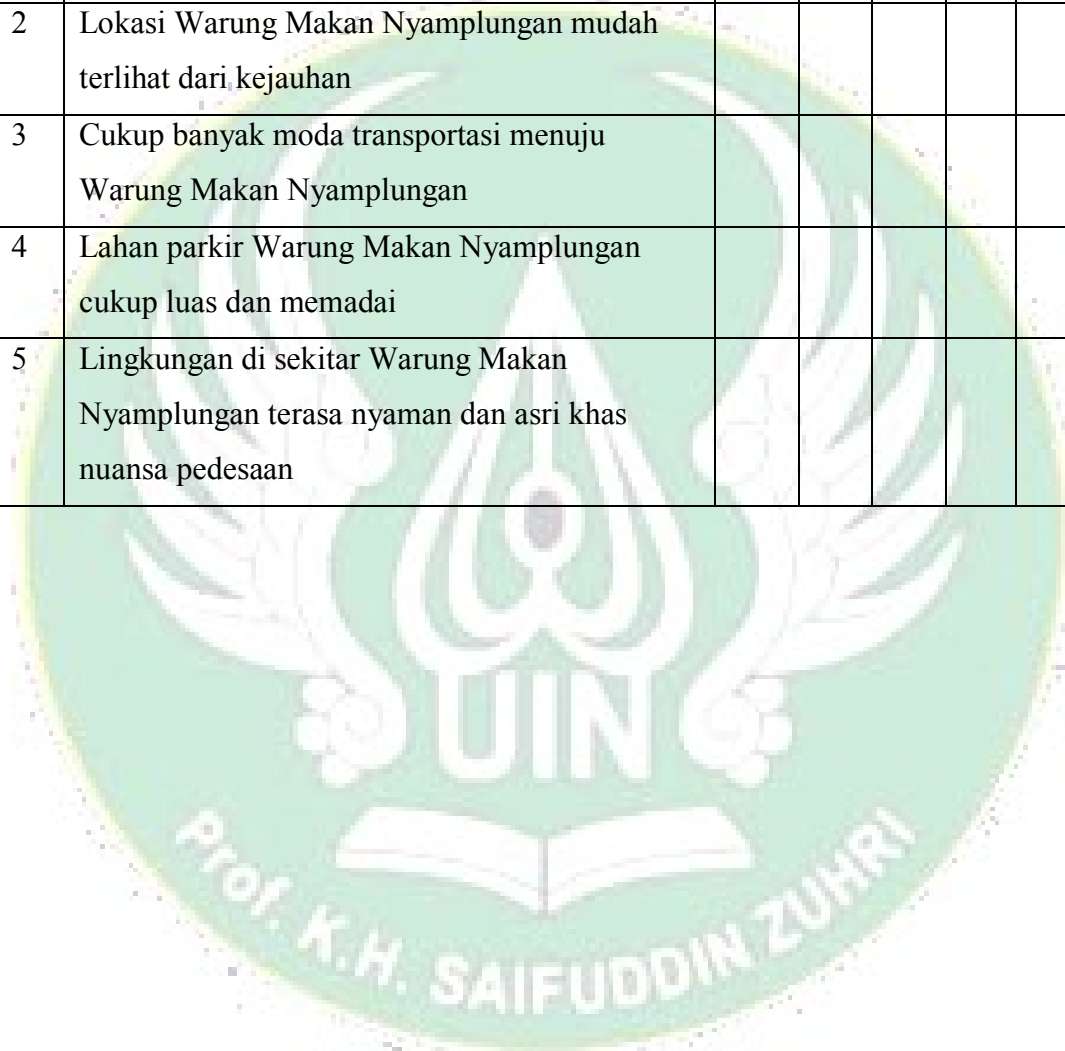 2 Lokasi Warung Makan Nyamplungan mudah
terlihat dari kejauhan
3 Cukup banyak moda transportasi menuju
Warung Makan Nyamplungan
4 Lahan parkir Warung Makan Nyamplungan
cukup luas dan memadai
5 Lingkungan di sekitar Warung Makan
Nyamplungan terasa nyaman dan asri khas
nuansa pedesaan
UIN
Prof. K.H. SAIFUDDIN ZUHRI